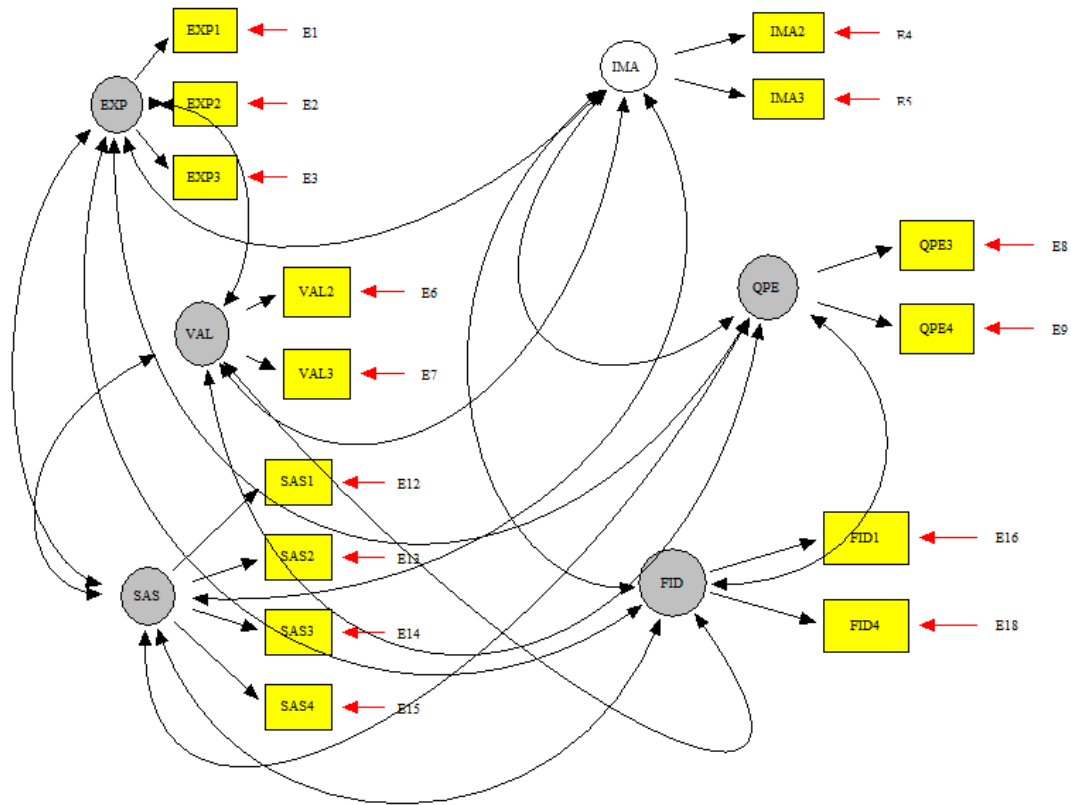 EXP1
E1
IMA2
E4
IMA
EXP
EXP2
E2
IMA3
E5
EXP3
E3
QPE3
E8
VAL2
E6
QPE
VAL
QPE4
E9
VAL3
E7
SAS1
E12
FID1
E16
SAS2
E13
FID
SAS
SAS3
E14
FID4
E18
SAS4
E15